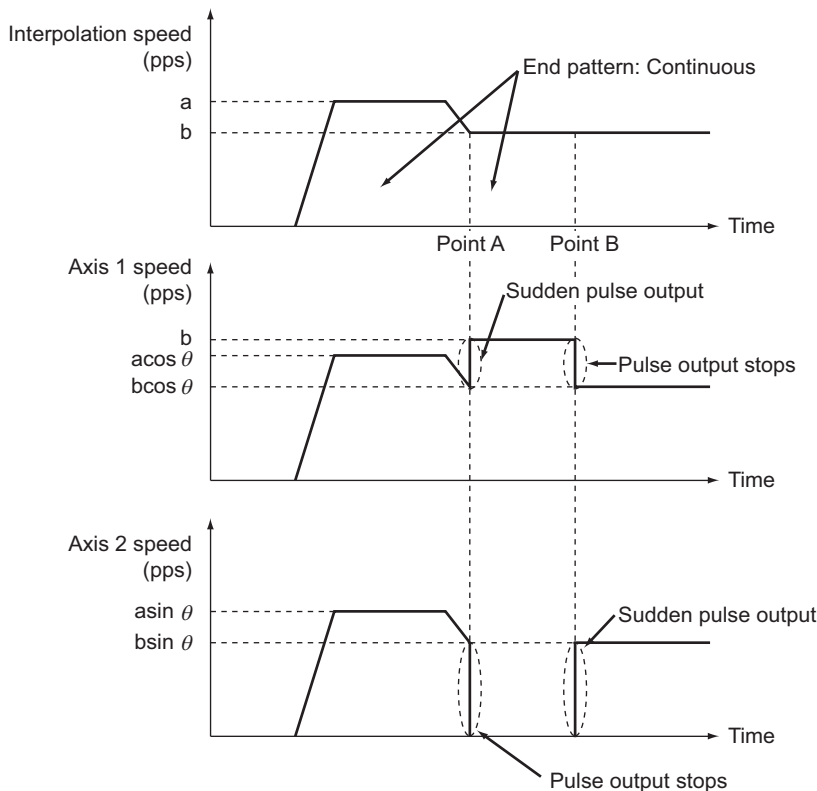 Interpolation speed
(pps)
End pattern: Continuous
a
b
Time
Point A
Point B
Axis 1 speed
(pps)
Sudden pulse output
b
acos θ
Pulse output stops
bcos θ
Time
Axis 2 speed
(pps)
asin θ
Sudden pulse output
bsin θ
Time
Pulse output stops